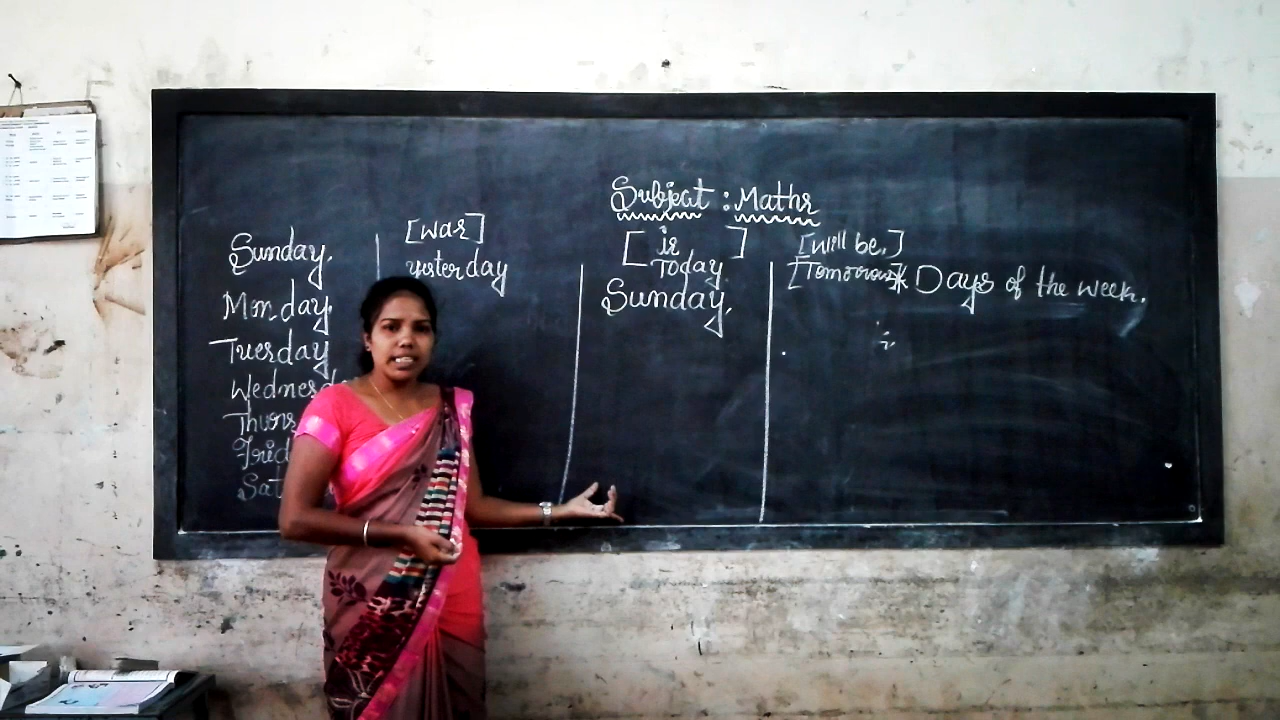 Subject : Maths
Sunday.
Monday.
Tuesday
Wednesd
Thurs
Frid
Sat
[was]
yesterday
[is]
Today
Sunday.
[will be.]
[Tomorrow]
Days of the week.